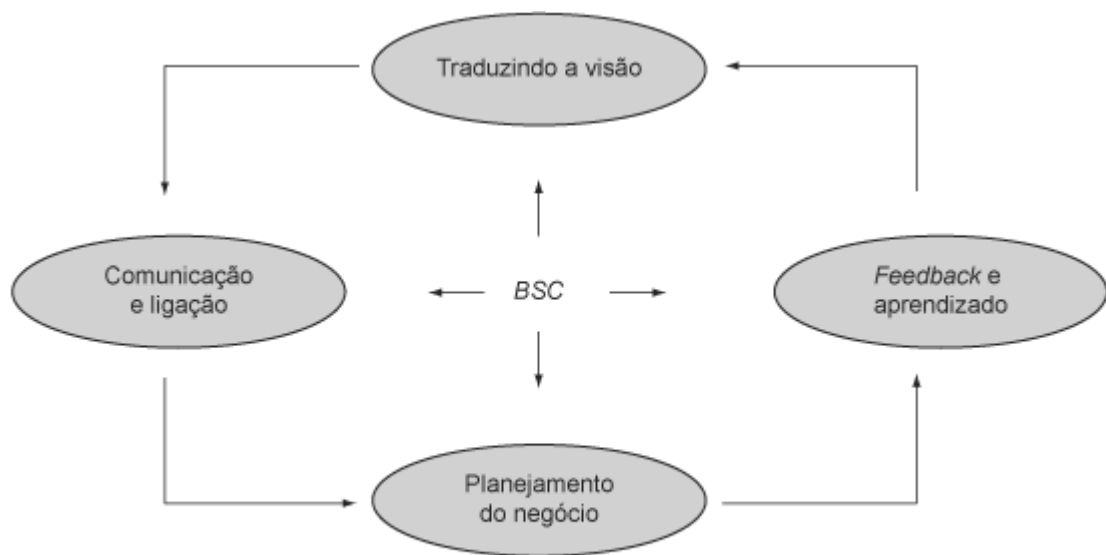 Traduzindo a visão
Comunicação
e ligação
BSC
Feedback e
aprendizado
Planejamento
do negócio